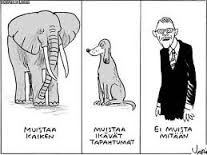 MUISTAA
KAIKEN
MUISTAA
IKÄVÄT
TAPAHTUMAT
EI MUISTA
MITÄÄN